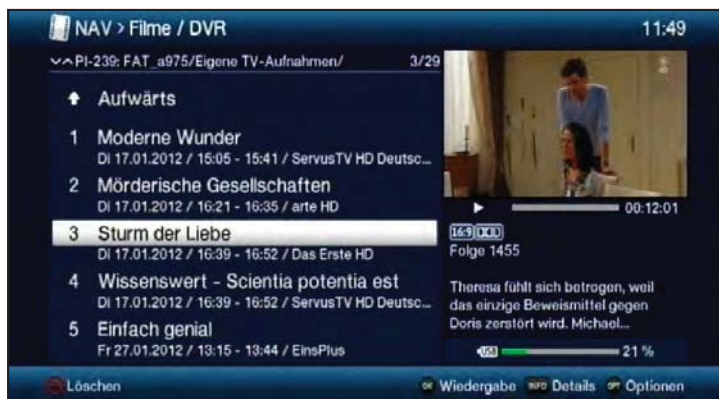 NAV > Filme / DVR
11:49
PI-239: FAT_a975/Eigene TV-Aufnahmen/
3/29
Aufwärts
1 Moderne Wunder
DI 17.01.2012 / 15:05 - 15:41 / ServusTV HD Deutsc...
2 Mörderische Gesellschaften
DI 17.01.2012 / 16:21 - 16:35 / arte HD
3 Sturm der Liebe
DI 17.01.2012 / 16:39 - 16:52 / Das Erste HD
4 Wissenswert - Scientia potentia est
DI 17.01.2012 / 16:39 - 16:52 / ServusTV HD Deutsc...
5 Einfach genial
Fr 27.01.2012 / 13:15 - 13:44 / EinsPlus
00:12:01
16:9
Folge 1455
Theresa fühlt sich betrogen, weil
das einzige Beweismittel gegen
Doris zerstört wird. Michael...
USB 21 %
Löschen
OK Wiedergabe INFO Details OPT Optionen